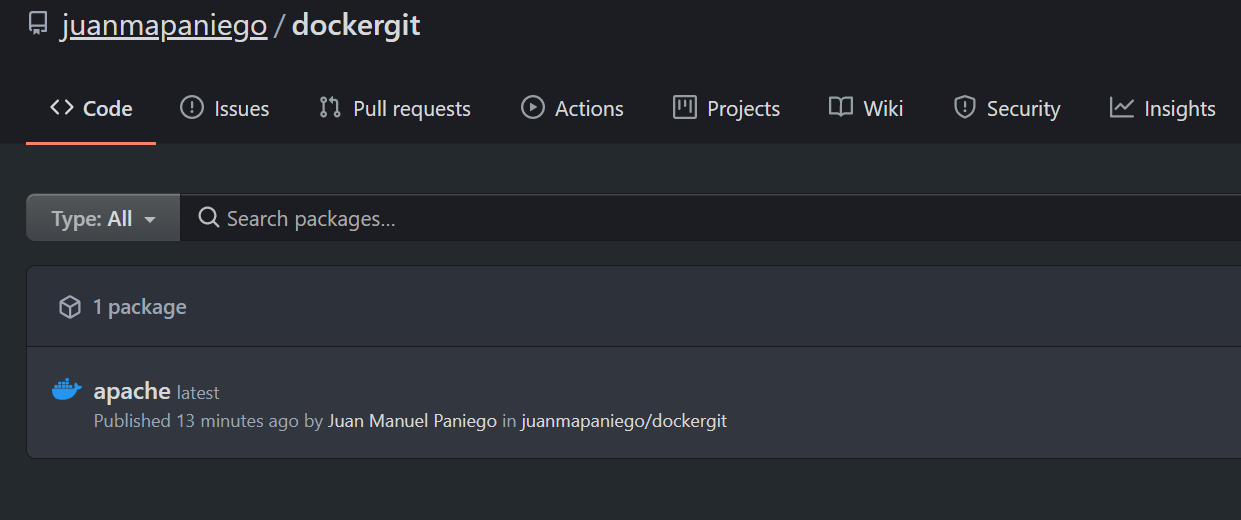 juanmapaniego / dockergit
Code Issues Pull requests Actions Projects Wiki Security Insights
Type: All Search packages...
1 package
apache latest
Published 13 minutes ago by Juan Manuel Paniego in juanmapaniego/dockergit